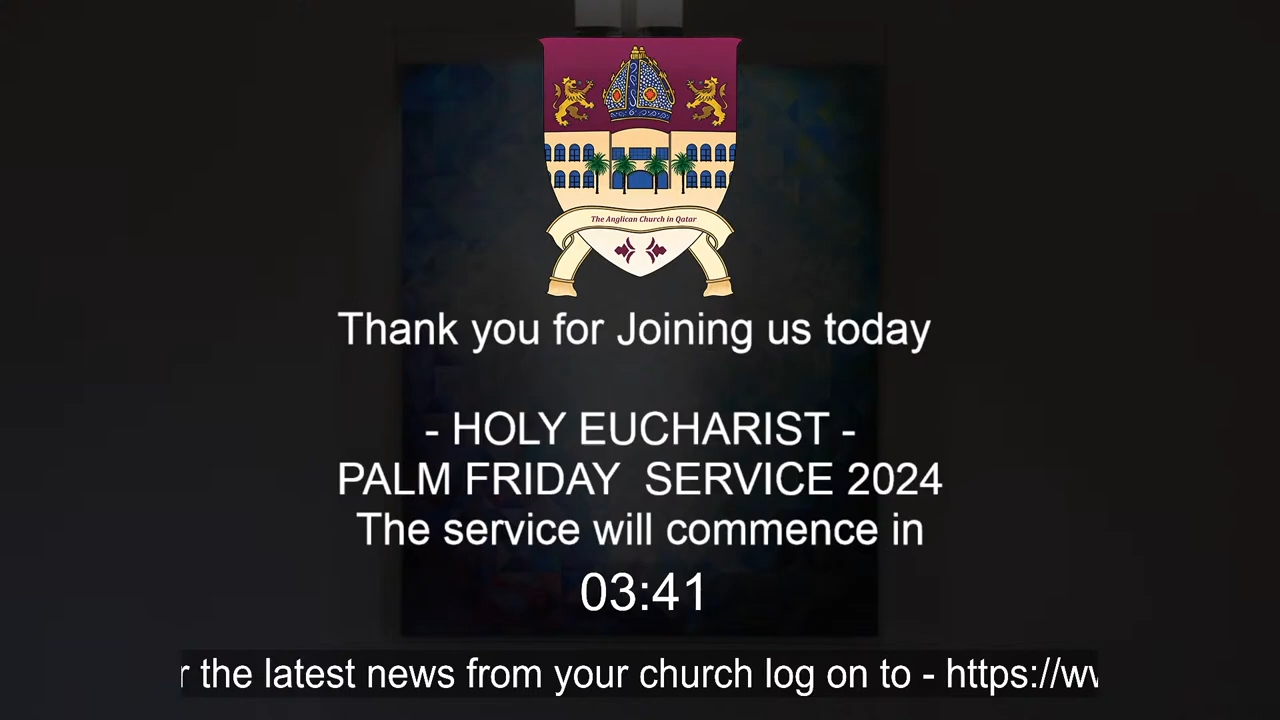 The Anglican Church in Qatar
Thank you for Joining us today
- HOLY EUCHARIST -
PALM FRIDAY  SERVICE 2024
The service will commence in
03:41
the latest news from your church log on to - https://